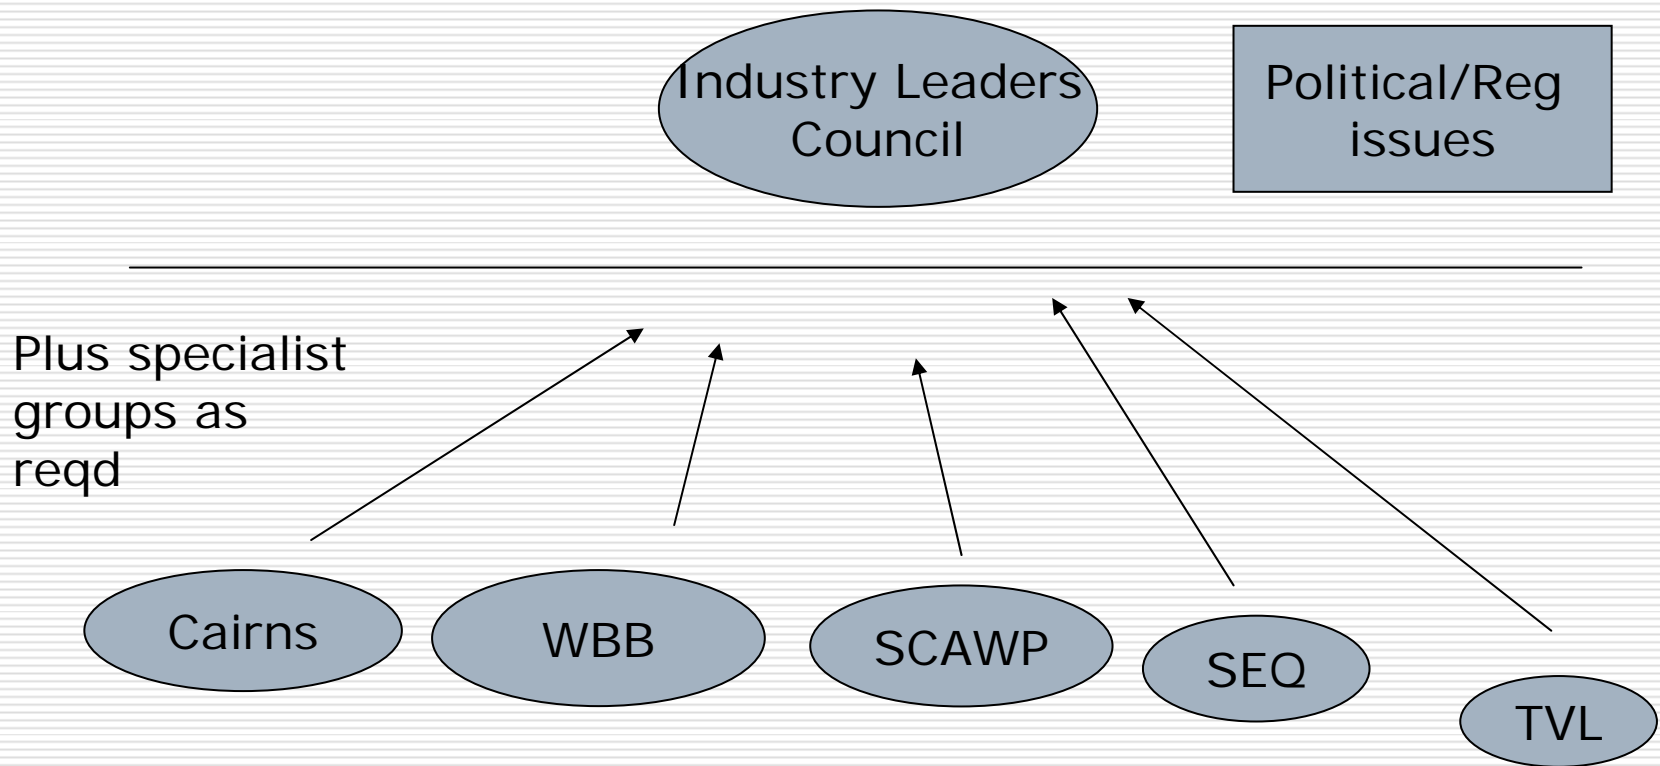 Industry Leaders
Council
Political/Reg
issues
Plus specialist
groups as
reqd
Cairns
WBB
SCAWP
SEQ
TVL